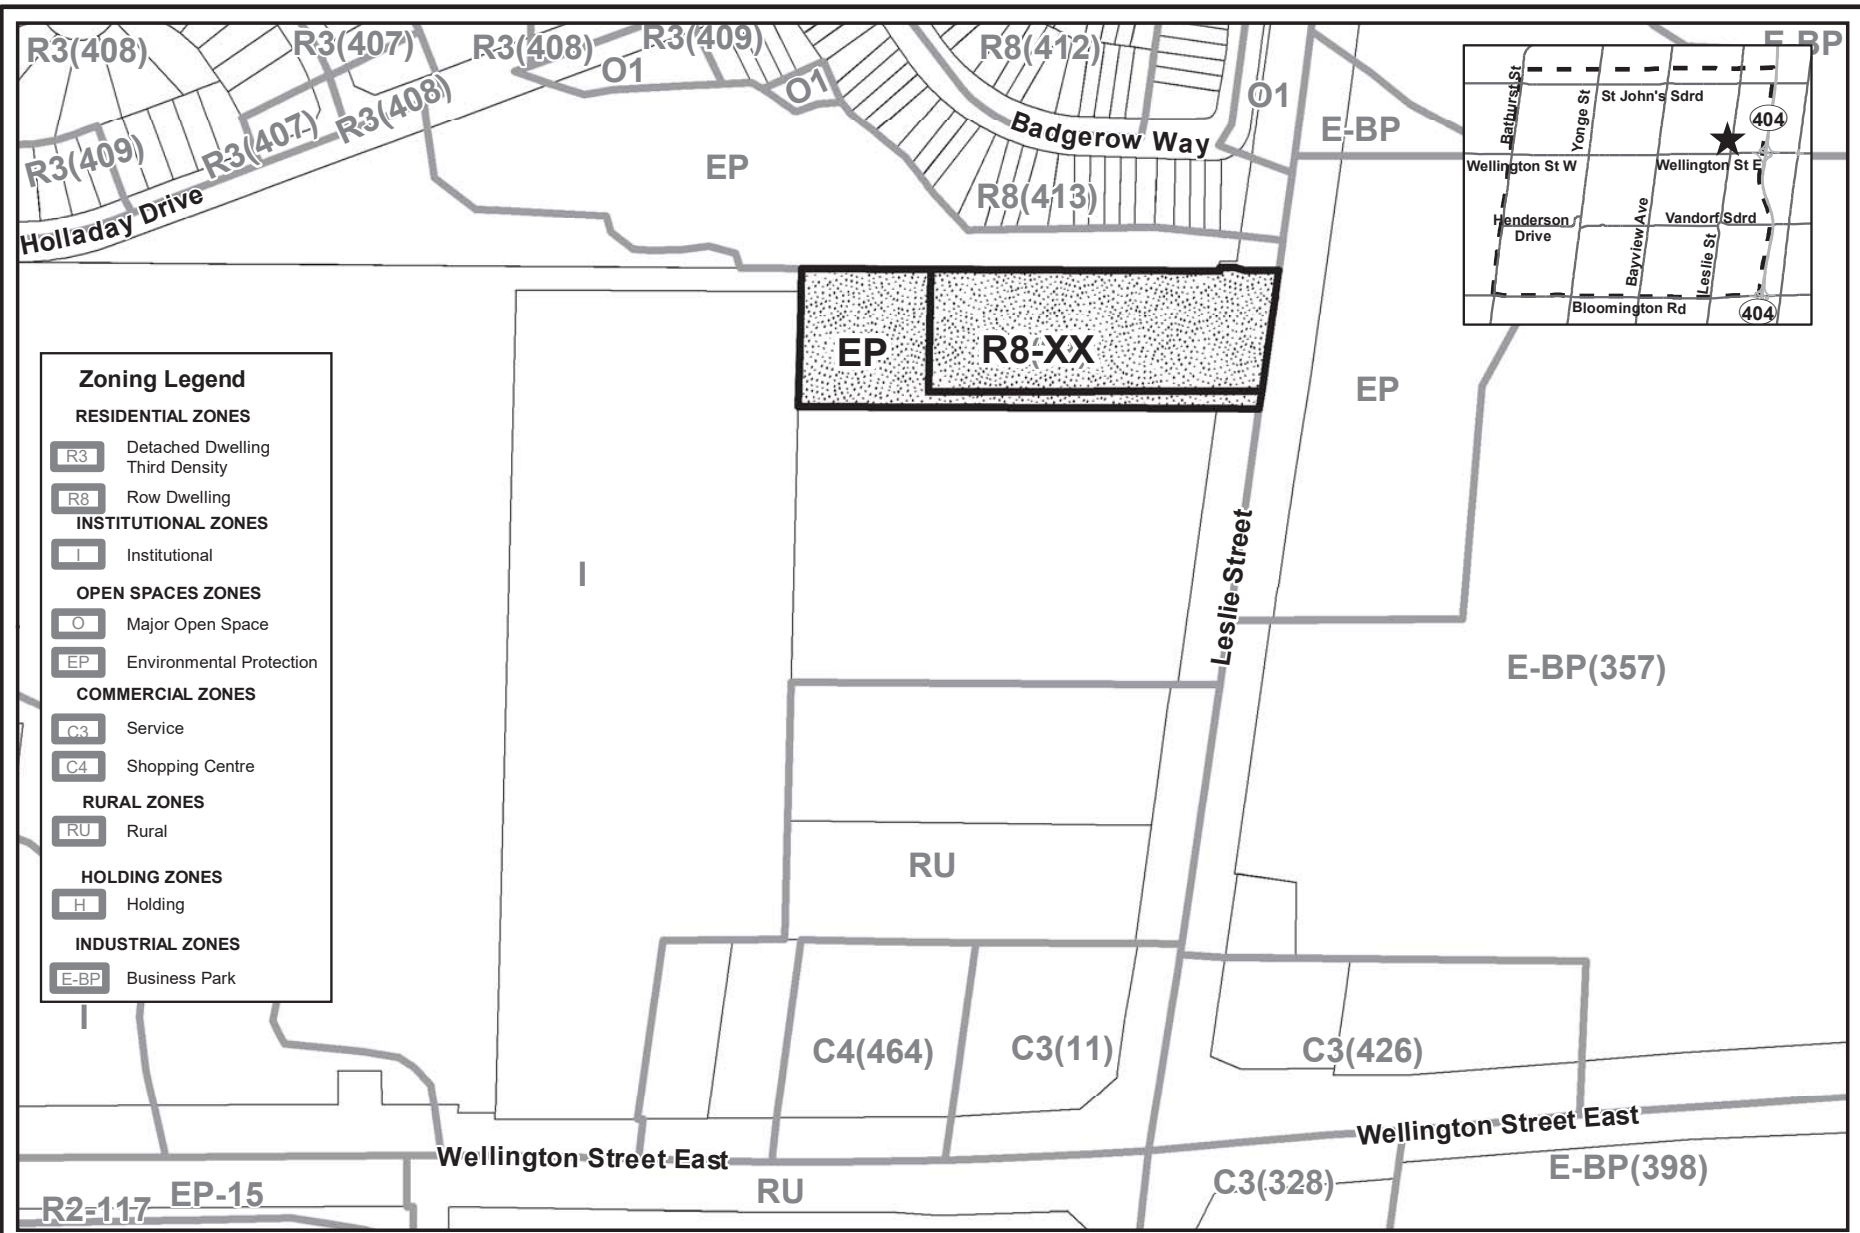 R3(408)
R3(407)
R3(408)
R3(409)
O1
O1
R8(412)
O1
E-BP
E-BP
R3(409)
R3(407)
R3(408)
EP
Badgerow Way
R8(413)
Holladay Drive
Bathurst St
Yonge St
St John's Sdrd
404
Wellington St W
Wellington St E
Henderson
Drive
Bayview Ave
Vandorf Sdrd
Leslie St
Bloomington Rd
404
EP
R8-XX
EP
Zoning Legend
RESIDENTIAL ZONES
R3
Detached Dwelling
Third Density
R8 Row Dwelling
INSTITUTIONAL ZONES
I Institutional
OPEN SPACES ZONES
O Major Open Space
EP Environmental Protection
COMMERCIAL ZONES
C3 Service
C4 Shopping Centre
RURAL ZONES
RU Rural
HOLDING ZONES
H Holding
INDUSTRIAL ZONES
E-BP Business Park
I
I
Leslie Street
E-BP(357)
RU
C4(464)
C3(11)
C3(426)
Wellington Street East
Wellington Street East
R2-117
EP-15
RU
C3(328)
E-BP(398)